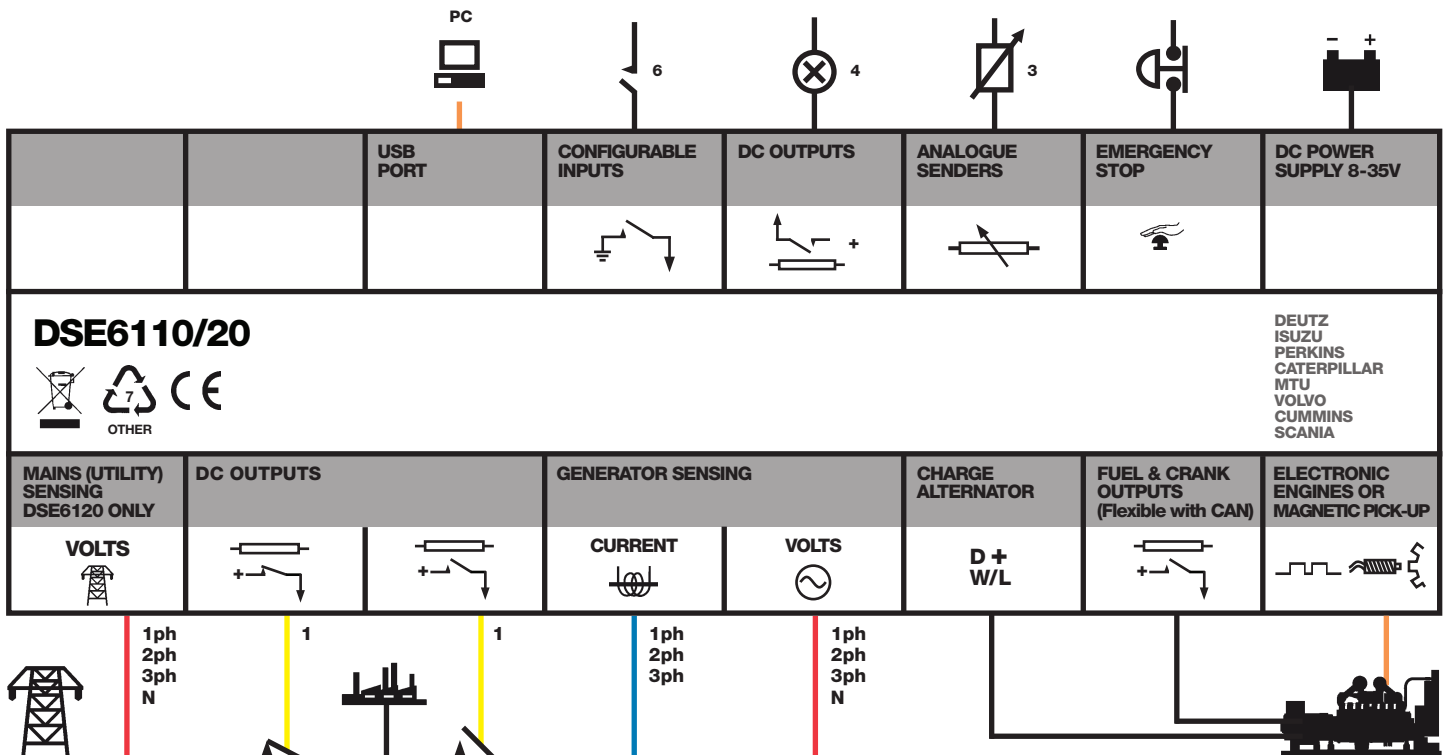 PC
6
4
3
- +
USB
PORT
CONFIGURABLE
INPUTS
DC OUTPUTS
ANALOGUE
SENDERS
EMERGENCY
STOP
DC POWER
SUPPLY 8-35V
+
DSE6110/20
7
OTHER
CE
DEUTZ
ISUZU
PERKINS
CATERPILLAR
MTU
VOLVO
CUMMINS
SCANIA
MAINS (UTILITY)
SENSING
DSE6120 ONLY
DC OUTPUTS
GENERATOR SENSING
CHARGE
ALTERNATOR
FUEL & CRANK
OUTPUTS
(Flexible with CAN)
ELECTRONIC
ENGINES OR
MAGNETIC PICK-UP
VOLTS
+
+
CURRENT
VOLTS
D +
W/L
+
1ph
2ph
3ph
N
1
1
1ph
2ph
3ph
1ph
2ph
3ph
N